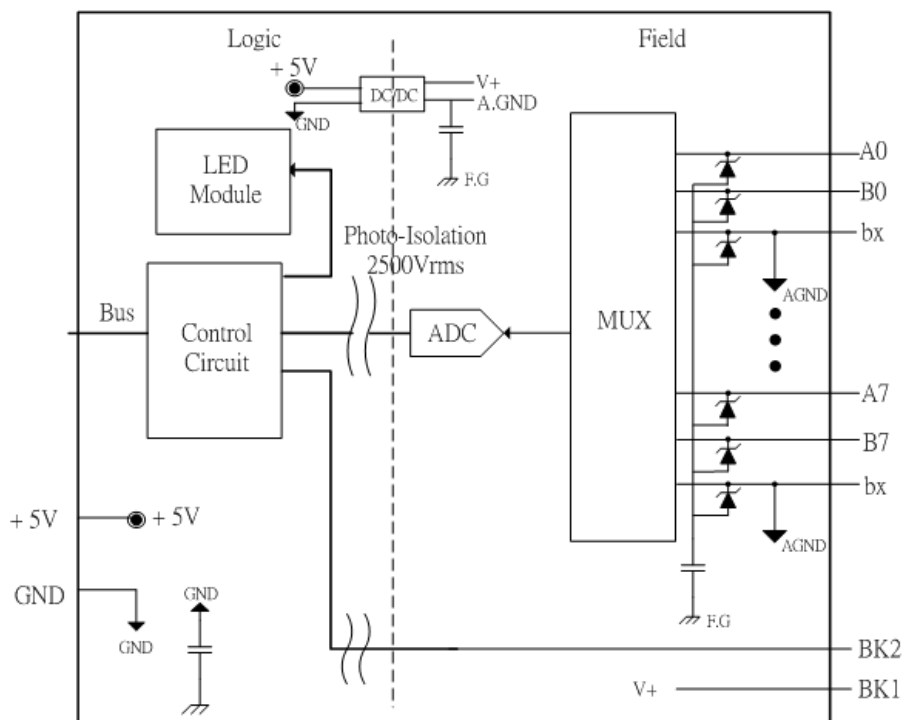 Logic
Field
+ 5V
V+
DC/DC
A.GND
GND
LED
Module
F.G
A0
B0
Photo-Isolation
2500Vrms
bx
AGND
Bus
Control
Circuit
ADC
MUX
A7
B7
bx
+ 5V
+ 5V
AGND
GND
GND
GND
F.G
BK2
V+
BK1